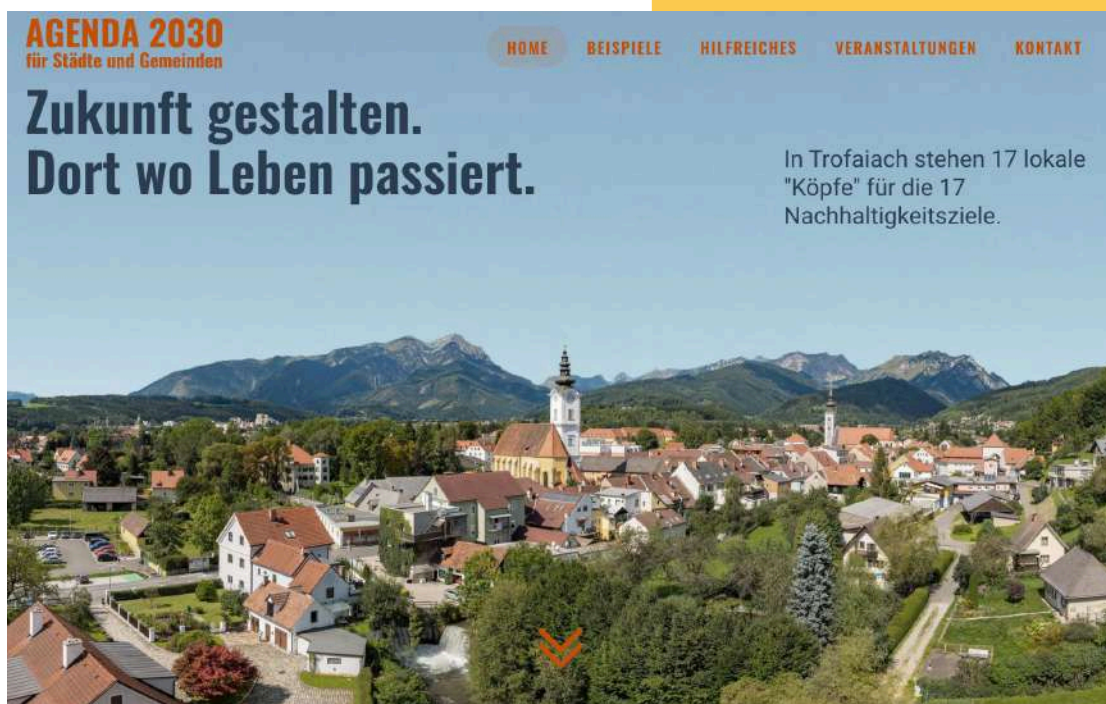 AGENDA 2030
für Städte und Gemeinden
HOME BEISPIELE HILFREICHES VERANSTALTUNGEN KONTAKT
Zukunft gestalten.
Dort wo Leben passiert.
In Trofaiach stehen 17 lokale
"Köpfe" für die 17
Nachhaltigkeitsziele.